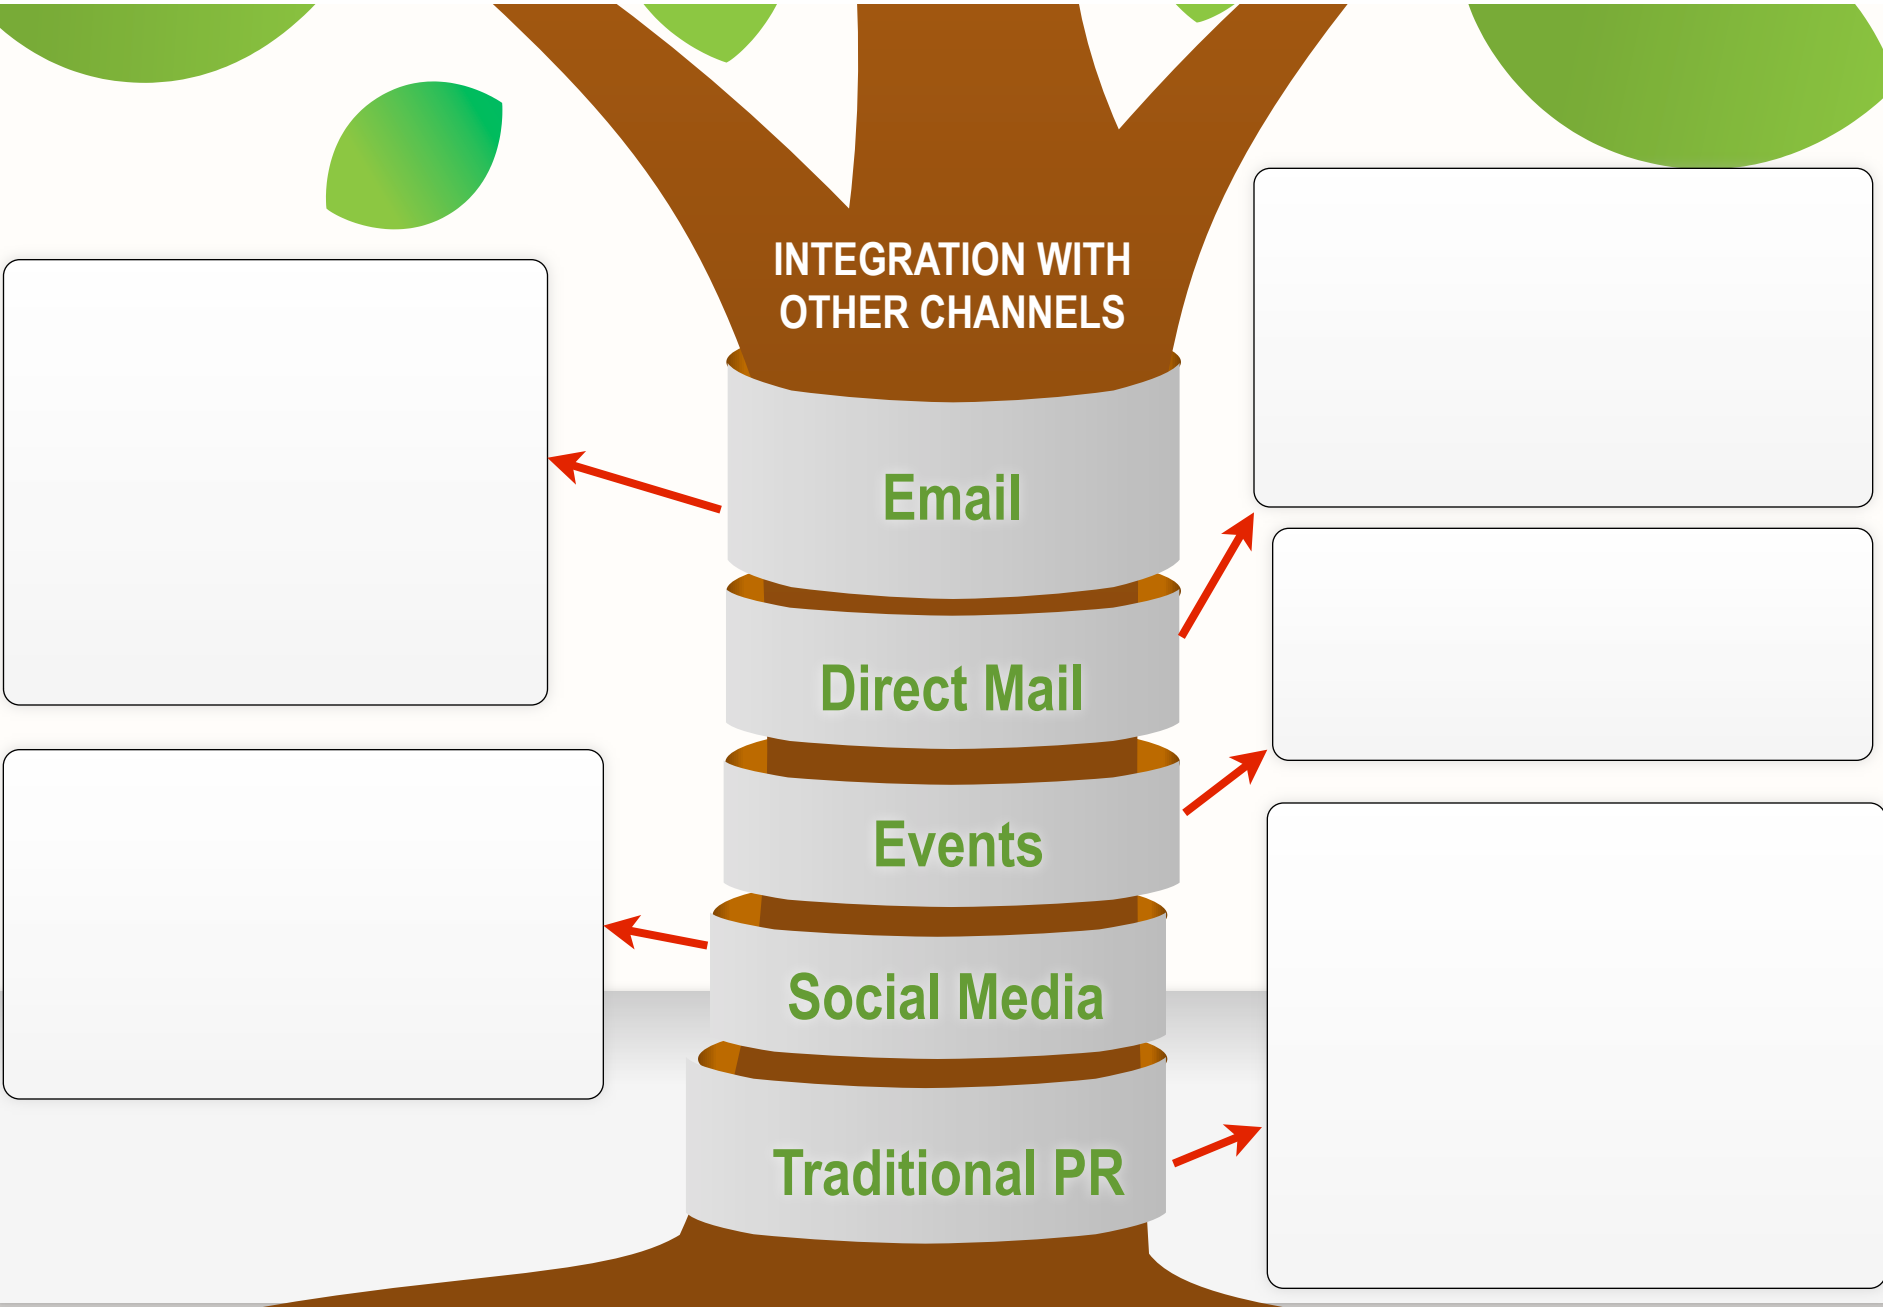 INTEGRATION WITH
OTHER CHANNELS
Email
Direct Mail
Events
Social Media
Traditional PR